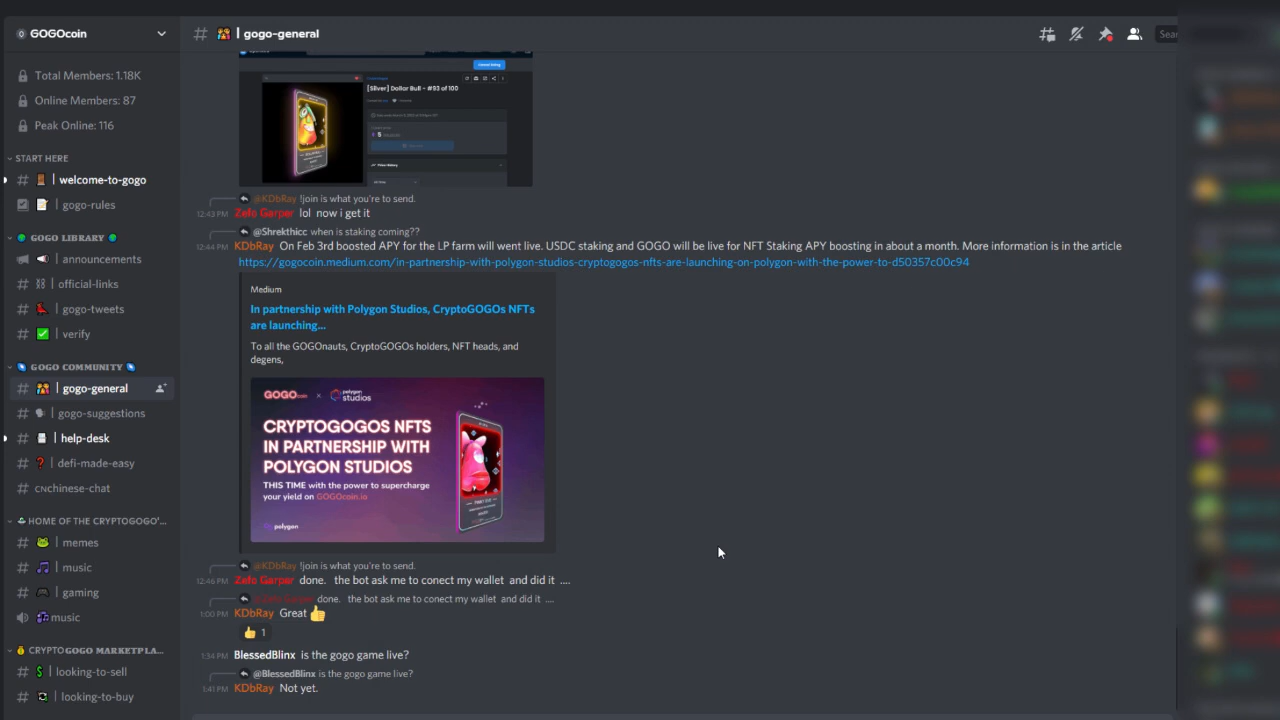 GOGOcoin
Total Members: 1.18K
Online Members: 87
Peak Online: 116
START HERE
# | welcome-to-gogo
| gogo-rules
GOGO LIBRARY
| announcements
# | official-links
# | gogo-tweets
# | verify
GOGO COMMUNITY
# | gogo-general
# | gogo-suggestions
# | help-desk
# | defi-made-easy
# CNchinese-chat
HOME OF THE CRYPTOGOGO'...
# | memes
# | music
# | gaming
music
CRYPTOGOGO MARKETPLA...
# | looking-to-sell
# | looking-to-buy
# | gogo-general
Sear
[Silver] Dollar Bull - #93 of 100
5
@KDbRay !join is what you're to send.
12:43 PM Zefo Garper lol now i get it
@Shrekthicc when is staking coming??
12:44 PM KDbRay On Feb 3rd boosted APY for the LP farm will went live. USDC staking and GOGO will be live for NFT Staking APY boosting in about a month. More information is in the article
https://gogocoin.medium.com/in-partnership-with-polygon-studios-cryptogogos-nfts-are-launching-on-polygon-with-the-power-to-d50357c00c94
Medium
In partnership with Polygon Studios, CryptoGOGOs NFTs
are launching...
To all the GOGOnauts, CryptoGOGOs holders, NFT heads, and
degens,
GOGOcoin x polygon studios
CRYPTOGOGOS NFTS
IN PARTNERSHIP WITH
POLYGON STUDIOS
THIS TIME with the power to supercharge
your yield on GOGOcoin.io
polygon
@KDbRay !join is what you're to send.
12:46 PM Zefo Garper done. the bot ask me to conect my wallet and did it ....
@Zefo Garper done. the bot ask me to conect my wallet and did it ....
1:00 PM KDbRay Great 👍
👍 1
1:34 PM BlessedBlinx is the gogo game live?
@BlessedBlinx is the gogo game live?
1:41 PM KDbRay Not yet.